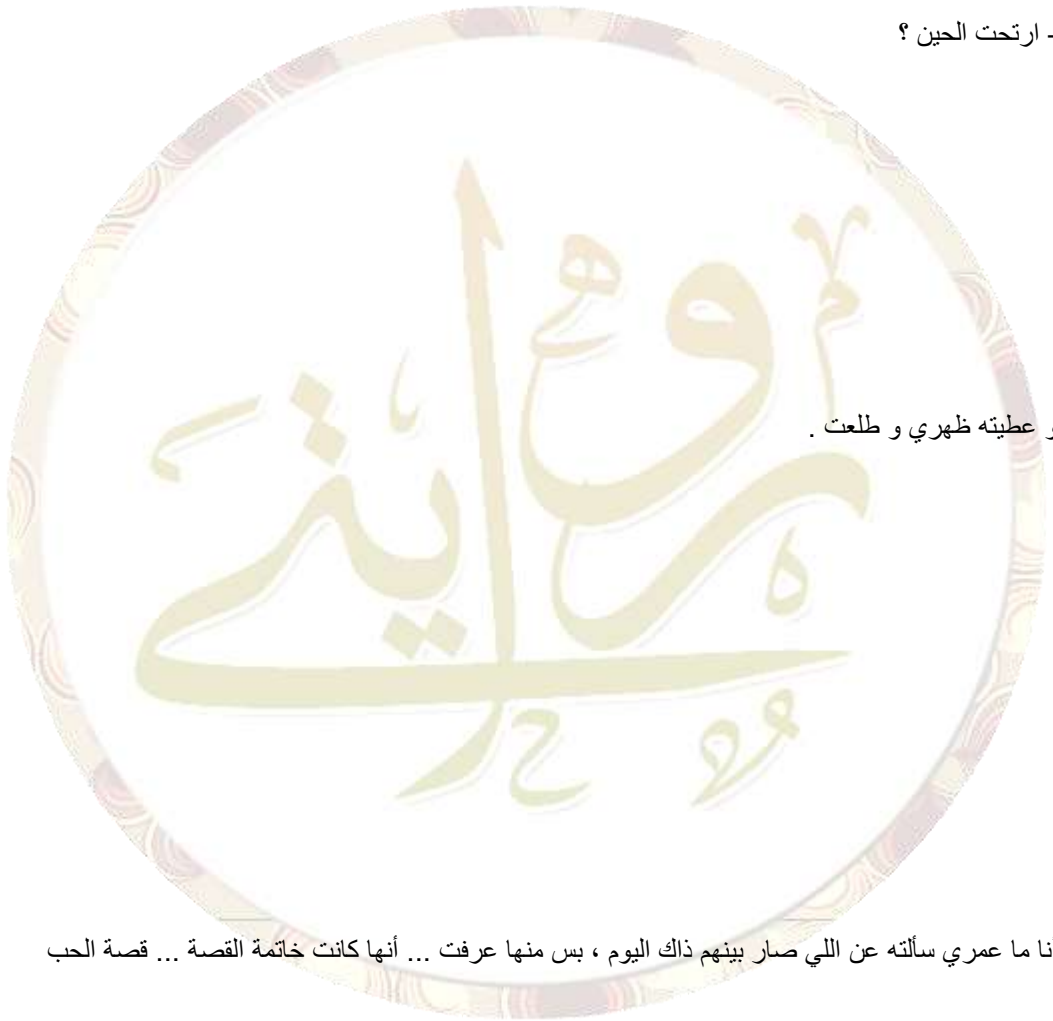 - ارتحت الحين ؟
روايتي
و عطيته ظهري و طلعت .
أنا ما عمري سألته عن اللي صار بينهم ذاك اليوم ، بس منها عرفت ... أنها كانت خاتمة القصة ... قصة الحب